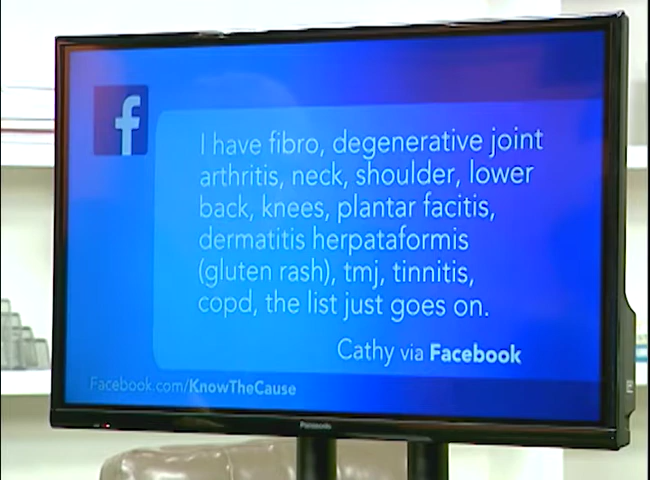 f
I have fibro, degenerative joint
arthritis, neck, shoulder, lower
back, knees, plantar facitis,
dermatitis herpataformis
(gluten rash), tmj, tinnitis,
copd, the list just goes on.
Cathy via Facebook
Facebook.com/KnowTheCause
Panasonic